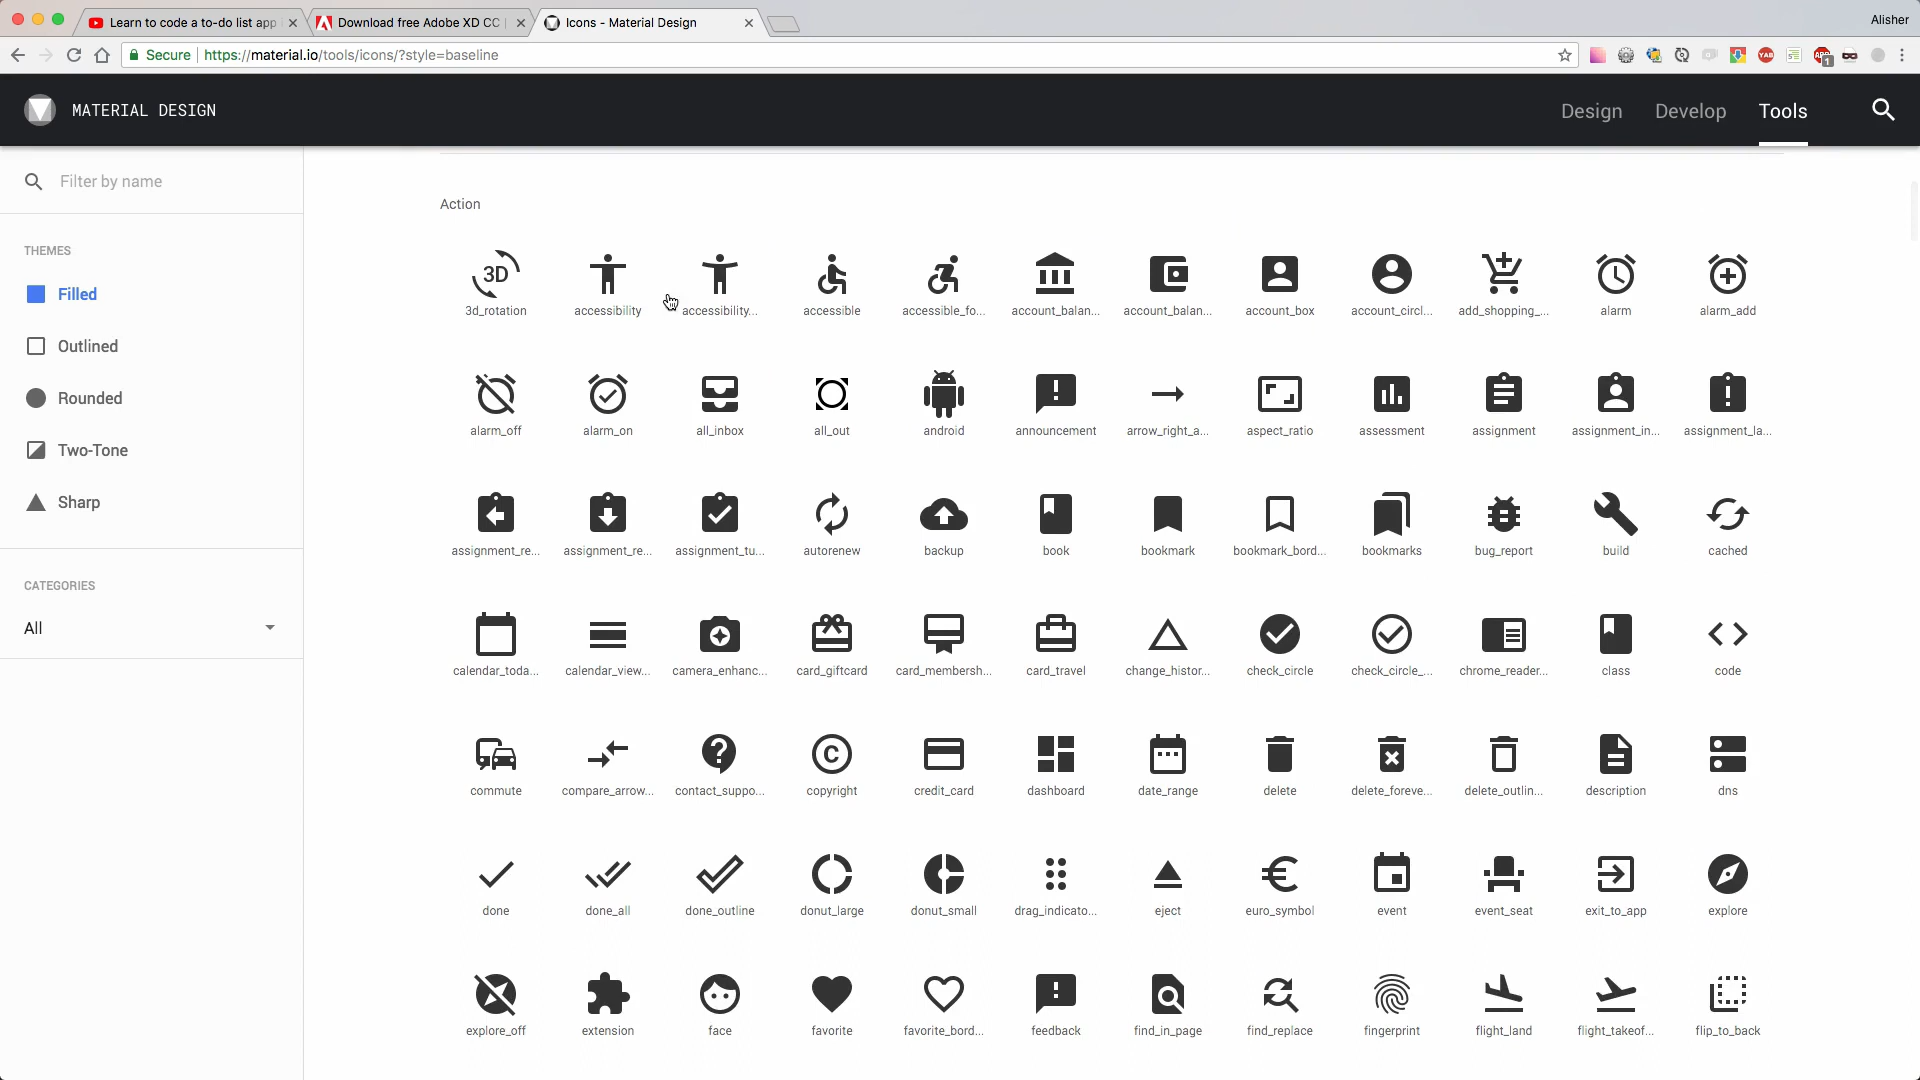 Learn to code a to-do list app
Download free Adobe XD CC |
Icons - Material Design
Alisher
Secure | https://material.io/tools/icons/?style=baseline
1
MATERIAL DESIGN
Design Develop Tools
Filter by name
THEMES
Filled
Outlined
Rounded
Two-Tone
Sharp
CATEGORIES
All
Action
3D
3d_rotation accessibility accessibility... accessible accessible_fo... account_balan... account_balan... account_box account_circl... add_shopping_... alarm alarm_add
alarm_off alarm_on all_inbox all_out android announcement arrow_right_a... aspect_ratio assessment assignment assignment_in... assignment_la...
assignment_re... assignment_re... assignment_tu... autorenew backup book bookmark bookmark_bord... bookmarks bug_report build cached
calendar_toda... calendar_view... camera_enhanc... card_giftcard card_membersh... card_travel change_histor... check_circle check_circle_... chrome_reader... class code
commute compare_arrow... contact_suppo... copyright credit_card dashboard date_range delete delete_foreve... delete_outlin... description dns
done done_all done_outline donut_large donut_small drag_indicato... eject euro_symbol event event_seat exit_to_app explore
explore_off extension face favorite favorite_bord... feedback find_in_page find_replace fingerprint flight_land flight_takeof... flip_to_back